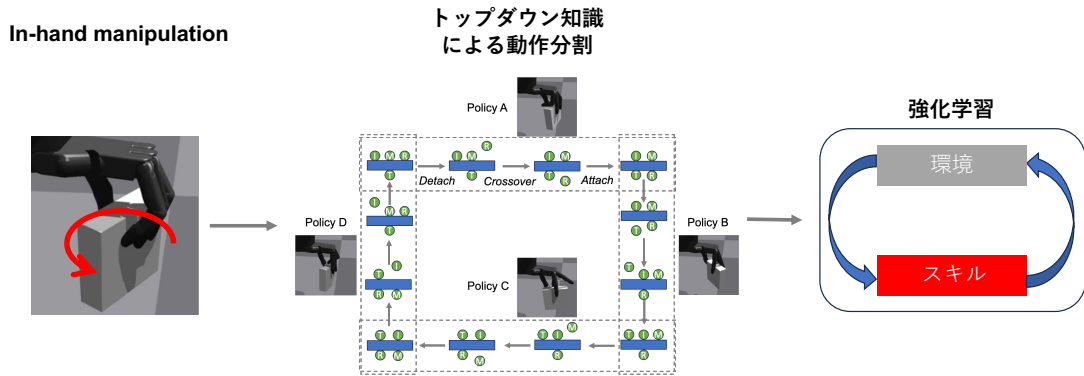 In-hand manipulation
トップダウン知識
による動作分割
強化学習
Policy A
R
I M R
I M
I M
I M
T
T
T R
T R
Detach
Crossover
Attach
I
M R
T
I M
T R
Policy D
Policy B
環境
T I
R M
Policy C
T I M
R
スキル
T I
R M
T I
R M
T I M
R
T I M
R